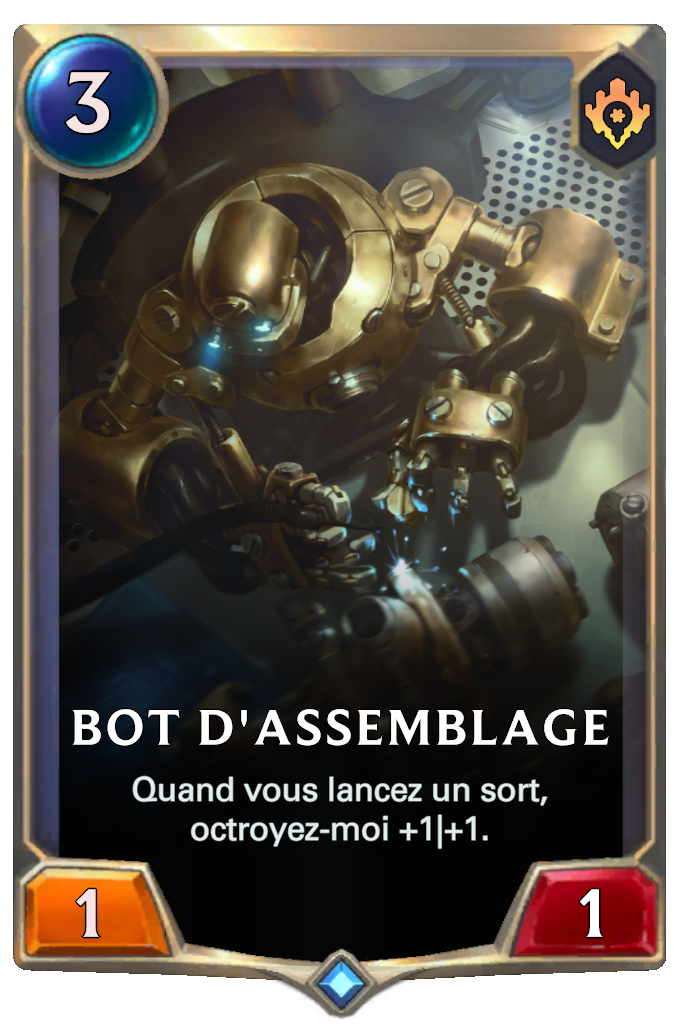 3
BOT D'ASSEMBLAGE
Quand vous lancez un sort,
octroyez-moi +1|+1.
1
1